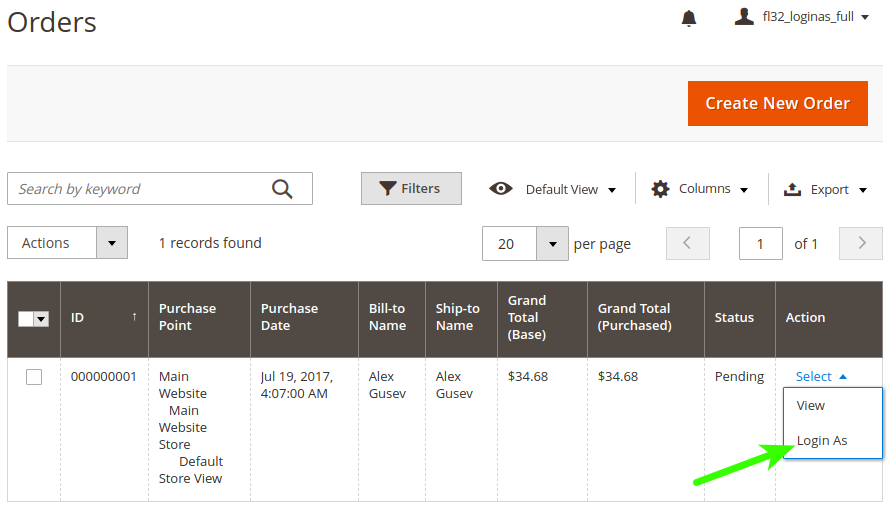 Orders
fl32_loginas_full
Create New Order
Search by keyword
Filters
Default View
Columns
Export
Actions
1 records found
20
per page
1
of 1
ID ↑
Purchase
Point
Purchase
Date
Bill-to
Name
Ship-to
Name
Grand
Total
(Base)
Grand Total
(Purchased)
Status
Action
000000001
Main
Website
Main
Website
Store
Default
Store View
Jul 19, 2017,
4:07:00 AM
Alex
Gusev
Alex
Gusev
$34.68
$34.68
Pending
Select
View
Login As